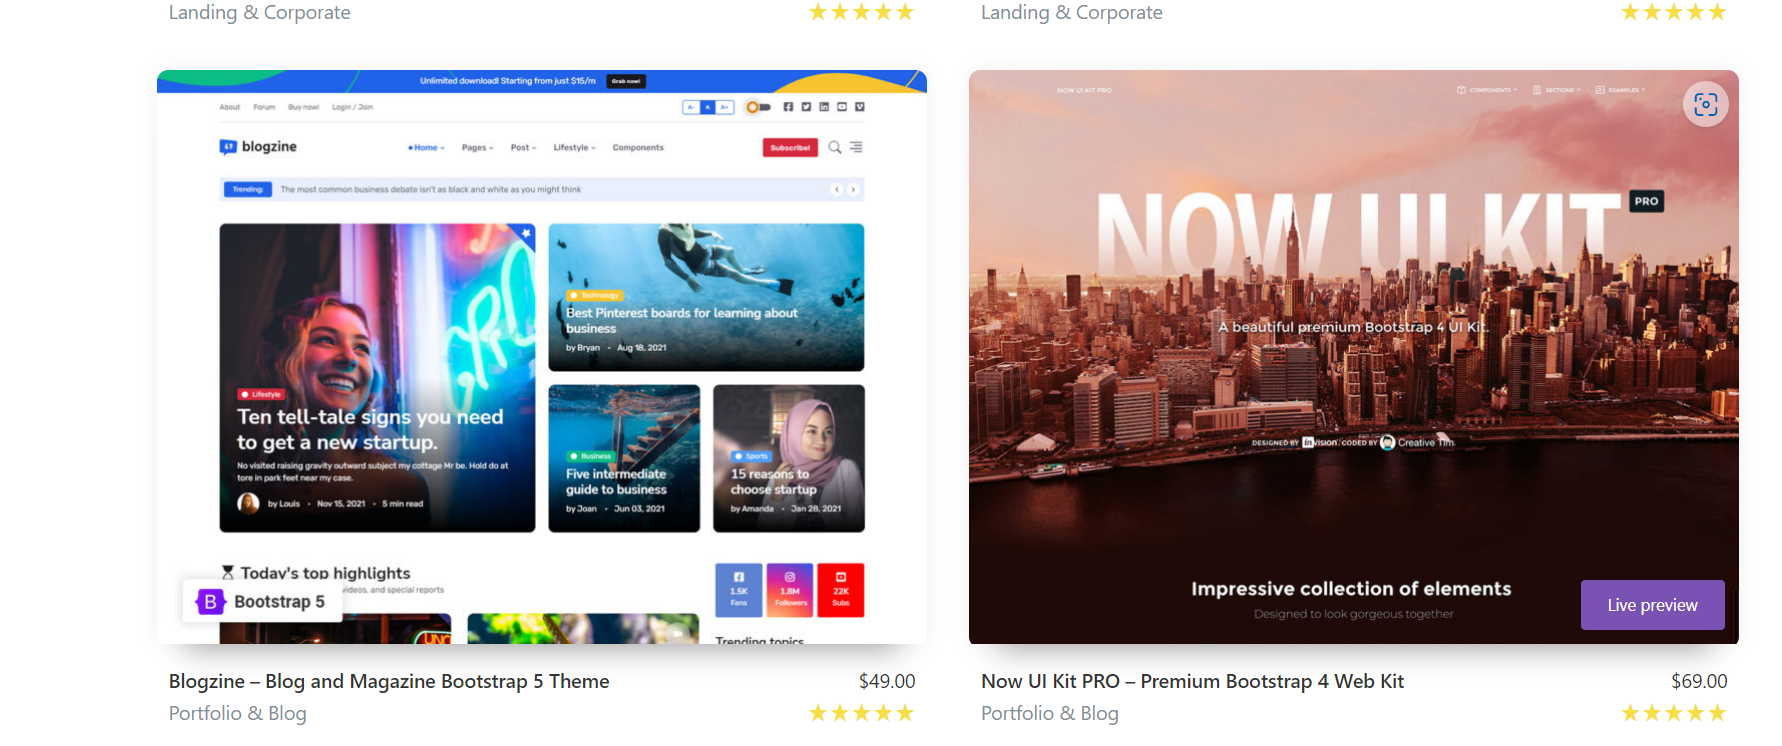 Landing & Corporate
Landing & Corporate
Unlimited download! Starting from just $15/m Grab now!
About Forum Buy now! Login / Join
A- A A+
blogzine
Home Pages Post Lifestyle Components
Subscribe!
Trending: The most common business debate isn't as black and white as you might think
Technology
Best Pinterest boards for learning about
business
by Bryan • Aug 18, 2021
Lifestyle
Ten tell-tale signs you need
to get a new startup.
No visited raising gravity outward subject my cottage Mr be. Hold do at
tore in park feet near my case.
by Louis • Nov 15, 2021 • 5 min read
Business
Five intermediate
guide to business
by Joan • Jun 03, 2021
Sports
15 reasons to
choose startup
by Amanda • Jan 28, 2021
Today's top highlights
videos, and special reports
B Bootstrap 5
1.5K
Fans
1.8M
Followers
22K
Subs
Trending topics
Blogzine – Blog and Magazine Bootstrap 5 Theme $49.00
Portfolio & Blog
NOW UI KIT PRO
COMPONENTS SECTIONS EXAMPLES
NOW UI KIT PRO
A beautiful premium Bootstrap 4 UI Kit.
DESIGNED BY inVISION. CODED BY Creative Tim.
Impressive collection of elements
Designed to look gorgeous together
Live preview
Now UI Kit PRO – Premium Bootstrap 4 Web Kit $69.00
Portfolio & Blog